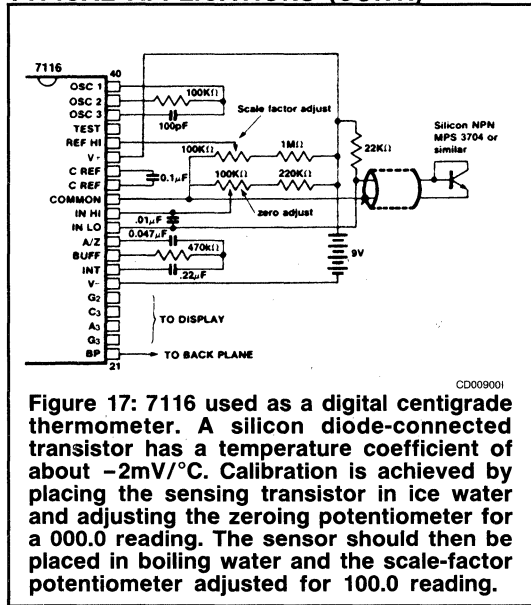 7116
40
OSC 1
OSC 2
OSC 3
TEST
REF HI
V+
C REF
C REF
COMMON
IN HI
IN LO
A/Z
BUFF
INT
V−
G2
C3
A3
G3
BP
21
100KΩ
100pF
Scale factor adjust
100KΩ
1MΩ
0.1μF
100KΩ
220KΩ
zero adjust
.01μF
0.047μF
470kΩ
.22μF
22KΩ
Silicon NPN
MPS 3704 or
similar
9V
TO DISPLAY
TO BACK PLANE
CD00900I
Figure 17: 7116 used as a digital centigrade
thermometer. A silicon diode-connected
transistor has a temperature coefficient of
about −2mV/°C. Calibration is achieved by
placing the sensing transistor in ice water
and adjusting the zeroing potentiometer for
a 000.0 reading. The sensor should then be
placed in boiling water and the scale-factor
potentiometer adjusted for 100.0 reading.